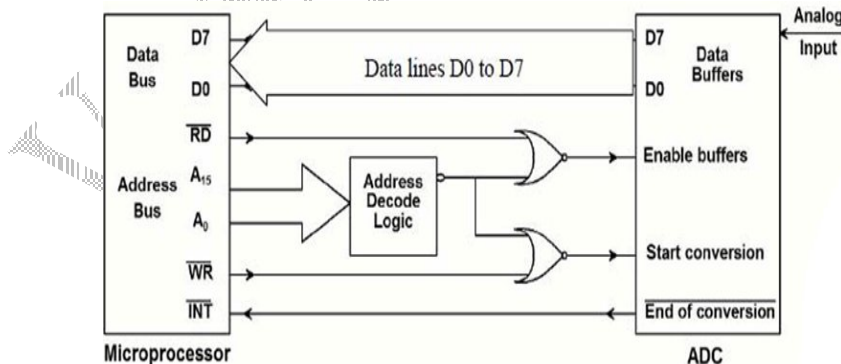 Analog
D7
D7
Data
Bus
Data
Buffers
Input
Data lines D0 to D7
D0
D0
RD
Enable buffers
A15
Address
Bus
Address
Decode
Logic
A0
Start conversion
WR
INT
End of conversion
Microprocessor
ADC